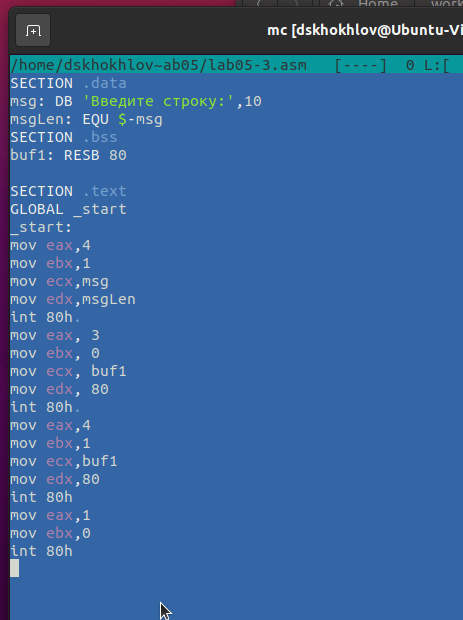 Home
work
mc [dskhokhlov@Ubuntu-Vi
/home/dskhokhlov~ab05/lab05-3.asm   [----]  0 L:[
SECTION .data
msg: DB 'Введите строку:',10
msgLen: EQU $-msg
SECTION .bss
buf1: RESB 80
SECTION .text
GLOBAL _start
_start:
mov eax,4
mov ebx,1
mov ecx,msg
mov edx,msgLen
int 80h.
mov eax, 3
mov ebx, 0
mov ecx, buf1
mov edx, 80
int 80h.
mov eax,4
mov ebx,1
mov ecx,buf1
mov edx,80
int 80h
mov eax,1
mov ebx,0
int 80h